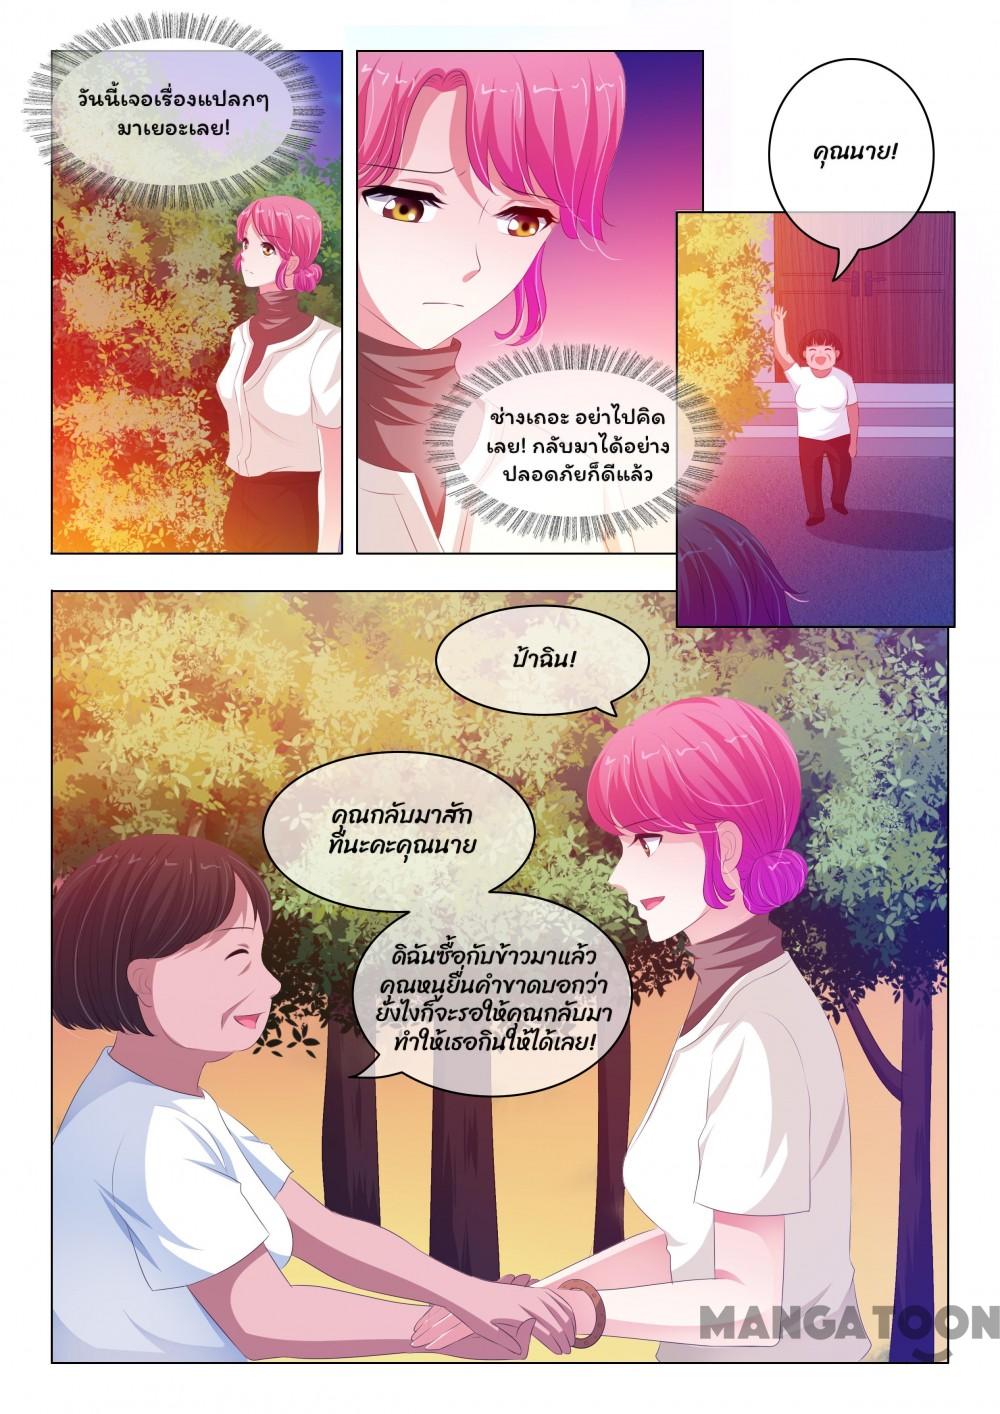 วันนี้เจอเรื่องแปลกๆ
มาเยอะเลย!
ช่างเถอะ อย่าไปคิด
เลย! กลับมาได้อย่าง
ปลอดภัยก็ดีแล้ว
คุณนาย!
ป้าฉิน!
คุณกลับมาสัก
ทีนะคะคุณนาย
ดิฉันซื้อกับข้าวมาแล้ว
คุณหนูยื่นคำขาดบอกว่า
ยังไงก็จะรอให้คุณกลับมา
ทำให้เธอกินให้ได้เลย!
MANGATOON